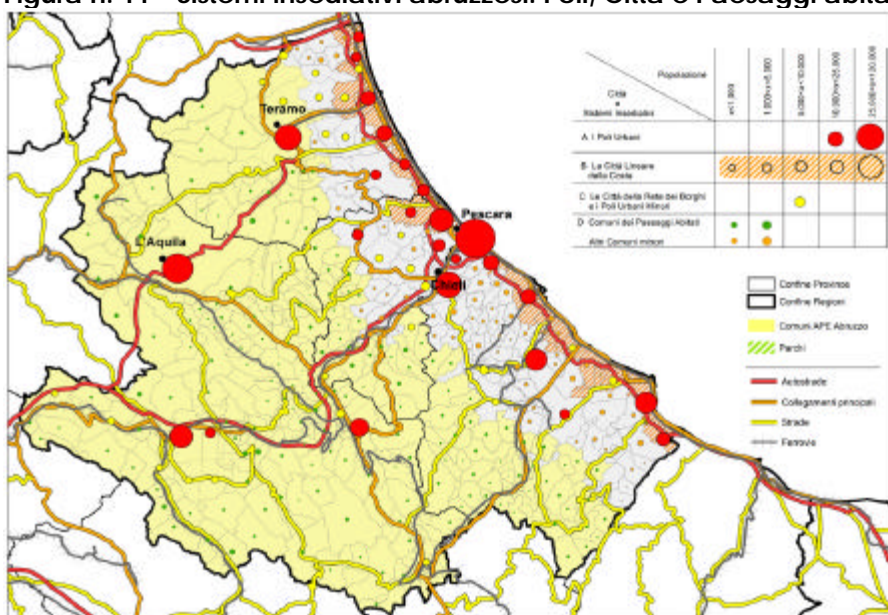 Sistemi insediativi abruzzesi: Poli, Città e Paesaggi abita
Popolazione
Città
Sistemi Insediativi
A I Poli Urbani
B La Città Lineare
della Costa
C Le Città della Rete dei Borghi
e i Poli Urbani Minori
D Comuni dei Paesaggi Abitati
Altri Comuni minori
Teramo
Pescara
L'Aquila
Chieti
Confine Province
Confine Regioni
Comuni APE Abruzzo
Parchi
Autostrade
Collegamenti principali
Strade
Ferrovie